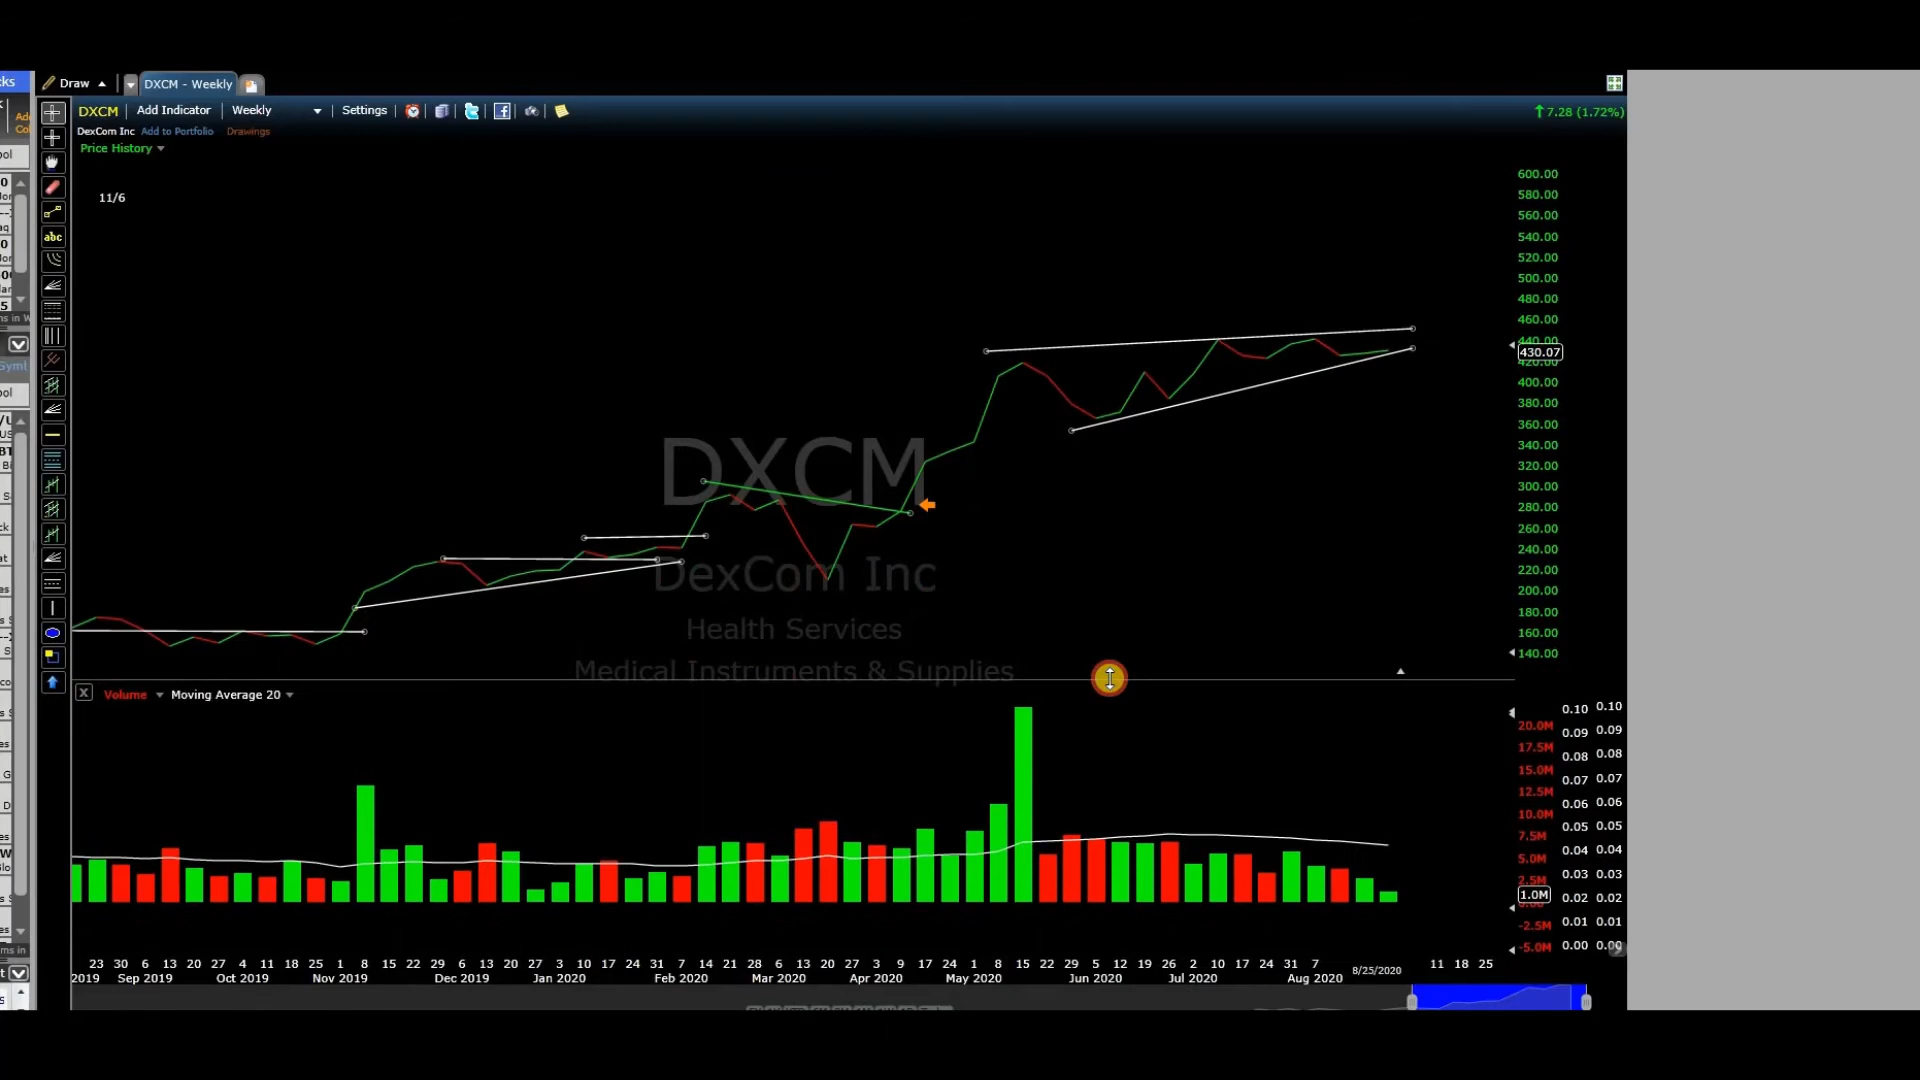 Draw
DXCM - Weekly
DXCM
Add Indicator
Weekly
Settings
7.28 (1.72%)
DexCom Inc
Add to Portfolio
Drawings
Price History
11/6
abc
DXCM
DexCom Inc
Health Services
Medical Instruments & Supplies
600.00
580.00
560.00
540.00
520.00
500.00
480.00
460.00
440.00
430.07
420.00
400.00
380.00
360.00
340.00
320.00
300.00
280.00
260.00
240.00
220.00
200.00
180.00
160.00
140.00
X Volume Moving Average 20
20.0M
17.5M
15.0M
12.5M
10.0M
7.5M
5.0M
2.5M
1.0M
-2.5M
-5.0M
0.10 0.10
0.09 0.09
0.08 0.08
0.07 0.07
0.06 0.06
0.05 0.05
0.04 0.04
0.03 0.03
0.02 0.02
0.01 0.01
0.00 0.00
23 30 6 13 20 27 4 11 18 25 1 8 15 22 29 6 13 20 27 3 10 17 24 31 7 14 21 28 6 13 20 27 3 9 17 24 1 8 15 22 29 5 12 19 26 2 10 17 24 31 7 11 18 25
2019 Sep 2019 Oct 2019 Nov 2019 Dec 2019 Jan 2020 Feb 2020 Mar 2020 Apr 2020 May 2020 Jun 2020 Jul 2020 Aug 2020 8/25/2020